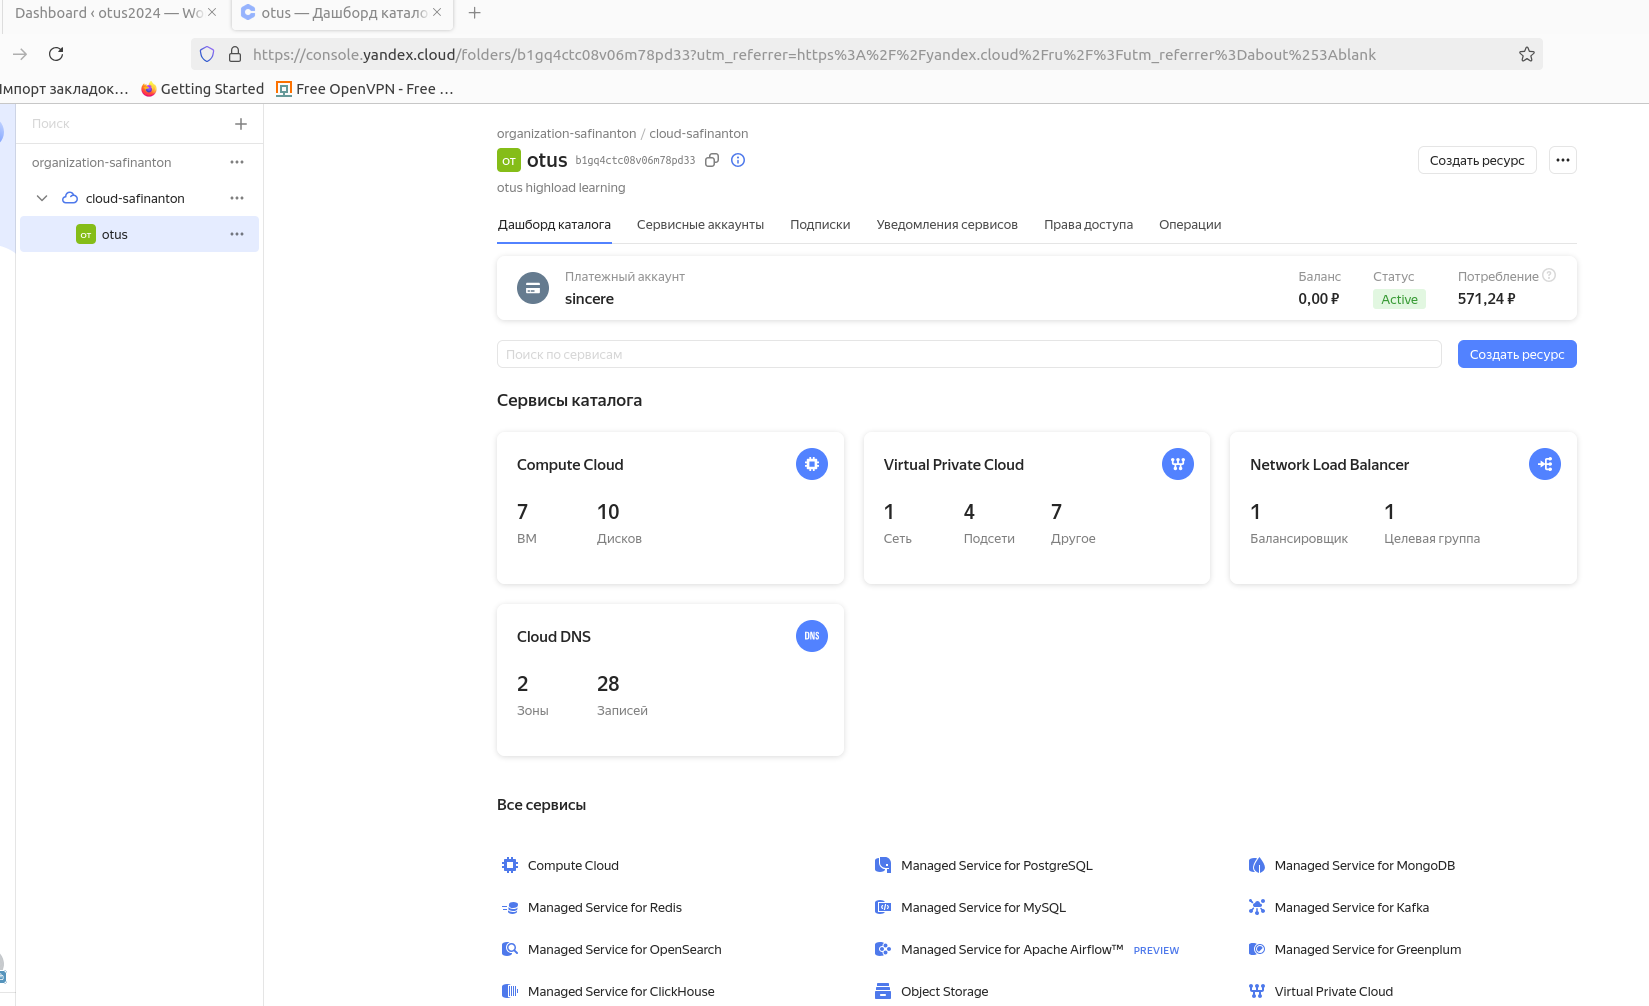 Dashboard ‹ otus2024 — Wo
otus — Дашборд катало
https://console.yandex.cloud/folders/b1gq4ctc08v06m78pd33?utm_referrer=https%3A%2F%2Fyandex.cloud%2Fru%2F%3Futm_referrer%3Dabout%253Ablank
Импорт закладок… Getting Started Free OpenVPN - Free …
Поиск
organization-safinanton
cloud-safinanton
от otus
organization-safinanton / cloud-safinanton
от otus b1gq4ctc08v06m78pd33
Создать ресурс
otus highload learning
Дашборд каталога Сервисные аккаунты Подписки Уведомления сервисов Права доступа Операции
Платежный аккаунт
sincere
Баланс
0,00 ₽
Статус
Active
Потребление
571,24 ₽
Поиск по сервисам
Создать ресурс
Сервисы каталога
Compute Cloud
7 10
ВМ Дисков
Virtual Private Cloud
1 4 7
Сеть Подсети Другое
Network Load Balancer
1 1
Балансировщик Целевая группа
Cloud DNS
DNS
2 28
Зоны Записей
Все сервисы
Compute Cloud Managed Service for PostgreSQL Managed Service for MongoDB
Managed Service for Redis Managed Service for MySQL Managed Service for Kafka
Managed Service for OpenSearch Managed Service for Apache Airflow™ PREVIEW Managed Service for Greenplum
Managed Service for ClickHouse Object Storage Virtual Private Cloud